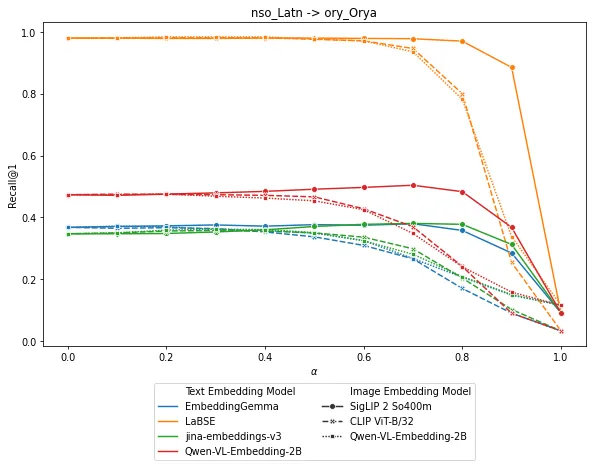 nso_Latn -> ory_Orya
1.0
0.8
0.6
0.4
0.2
0.0
Recall@1
0.0 0.2 0.4 0.6 0.8 1.0
α
Text Embedding Model Image Embedding Model
EmbeddingGemma SigLIP 2 So400m
LaBSE CLIP ViT-B/32
jina-embeddings-v3 Qwen-VL-Embedding-2B
Qwen-VL-Embedding-2B